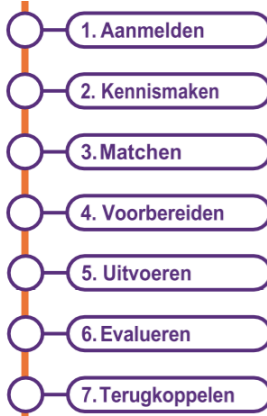 1. Aanmelden
2. Kennismaken
3. Matchen
4. Voorbereiden
5. Uitvoeren
6. Evalueren
7. Terugkoppelen